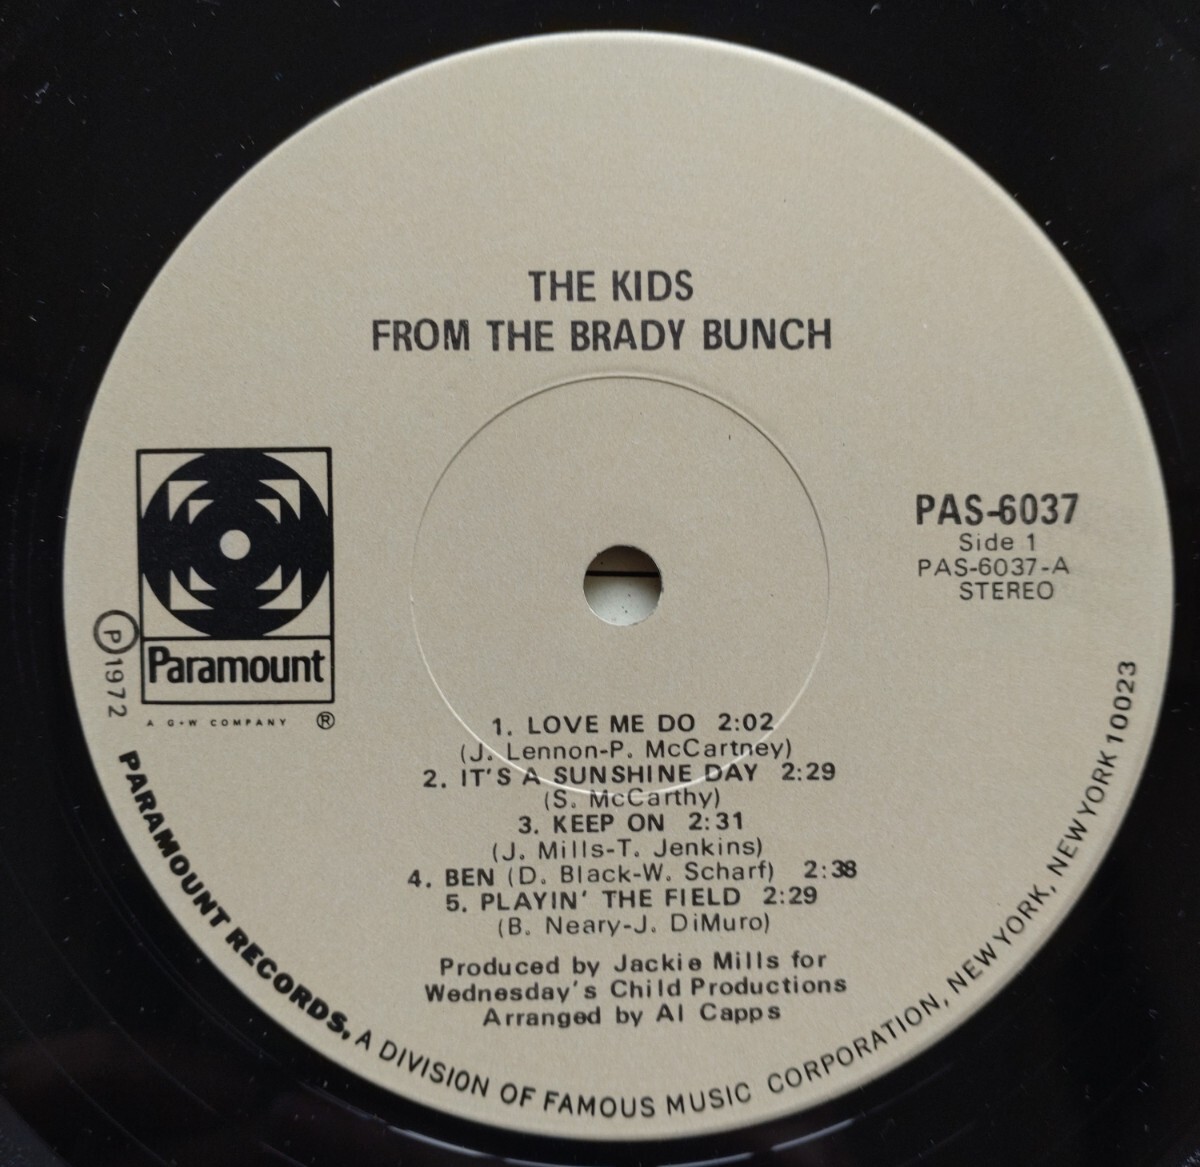 THE KIDS
FROM THE BRADY BUNCH
PAS-6037
Side 1
PAS-6037-A
STEREO
Paramount
A G+W COMPANY ®
Ⓟ 1972
1. LOVE ME DO 2:02
(J. Lennon-P. McCartney)
2. IT'S A SUNSHINE DAY 2:29
(S. McCarthy)
3. KEEP ON 2:31
(J. Mills-T. Jenkins)
4. BEN (D. Black-W. Scharf) 2:38
5. PLAYIN' THE FIELD 2:29
(B. Neary-J. DiMuro)
Produced by Jackie Mills for
Wednesday's Child Productions
Arranged by Al Capps
PARAMOUNT RECORDS, A DIVISION OF FAMOUS MUSIC CORPORATION, NEW YORK, NEW YORK 10023